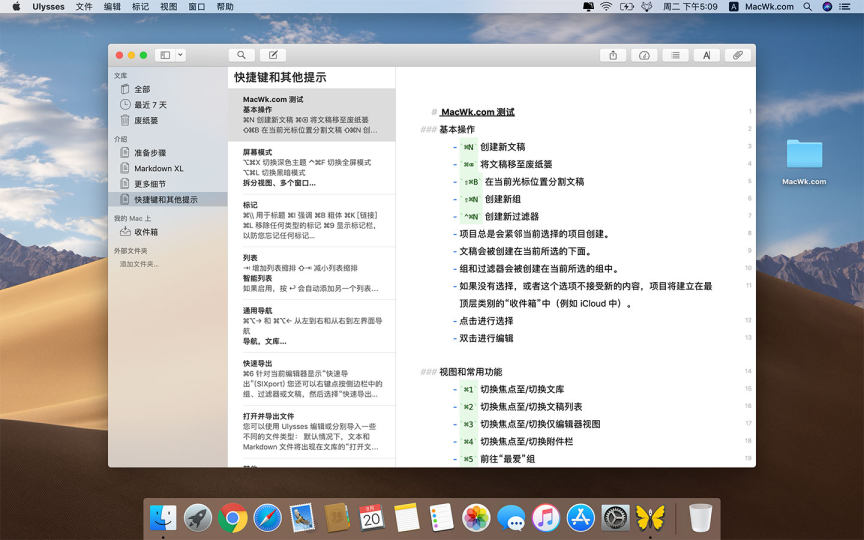 Ulysses 文件 编辑 标记 视图 窗口 帮助
周二 下午5:09 A MacWk.com
文库
全部
最近 7 天
废纸篓
介绍
准备步骤
Markdown XL
更多细节
快捷键和其他提示
我的 Mac 上
收件箱
外部文件夹
添加文件夹...
快捷键和其他提示
MacWk.com 测试
基本操作
⌘N 创建新文稿 ⌘⌫ 将文稿移至废纸篓
⇧⌘B 在当前光标位置分割文稿 ⇧⌘N 创...
屏幕模式
⌥⌘X 切换深色主题 ^⌘F 切换全屏模式
⌥⌘L 切换黑暗模式
拆分视图、多个窗口...
标记
⌘\\ 用于标题 ⌘I 强调 ⌘B 粗体 ⌘K [链接]
⌘L 移除任何类型的标记 ⌘9 显示标记栏，
以防您忘记任何标记...
列表
⇥ 增加列表缩排 ⇧⇥ 减小列表缩排
智能列表
如果启用，按 ↩ 会自动添加另一个列表...
通用导航
⌘⌥→ 和 ⌘⌥← 从左到右和从右到左界面导
航
导航，文库...
快速导出
⌘6 针对当前编辑器显示“快速导
出”(SIXport) 您还可以右键点按侧边栏中的
组、过滤器或文稿，然后选择“快速导出...
打开并导出文件
您可以使用 Ulysses 编辑或分别导入一些
不同的文件类型： 默认情况下，文本和
Markdown 文件将出现在文库的“打开文...
# MacWk.com 测试 1
### 基本操作 2
- ⌘N 创建新文稿 3
- ⌘⌫ 将文稿移至废纸篓 4
- ⇧⌘B 在当前光标位置分割文稿 5
- ⇧⌘N 创建新组 6
- ^⌘N 创建新过滤器 7
- 项目总是会紧邻当前选择的项目创建。 8
- 文稿会被创建在当前所选的下面。 9
- 组和过滤器会被创建在当前所选的组中。 10
- 如果没有选择，或者这个选项不接受新的内容，项目将建立在最 11
顶层类别的“收件箱”中（例如 iCloud 中）。
- 点击进行选择 12
- 双击进行编辑 13
### 视图和常用功能 14
- ⌘1 切换焦点至/切换文库 15
- ⌘2 切换焦点至/切换文稿列表 16
- ⌘3 切换焦点至/切换仅编辑器视图 17
- ⌘4 切换焦点至/切换附件栏 18
- ⌘5 前往“最爱”组 19
MacWk.com
20